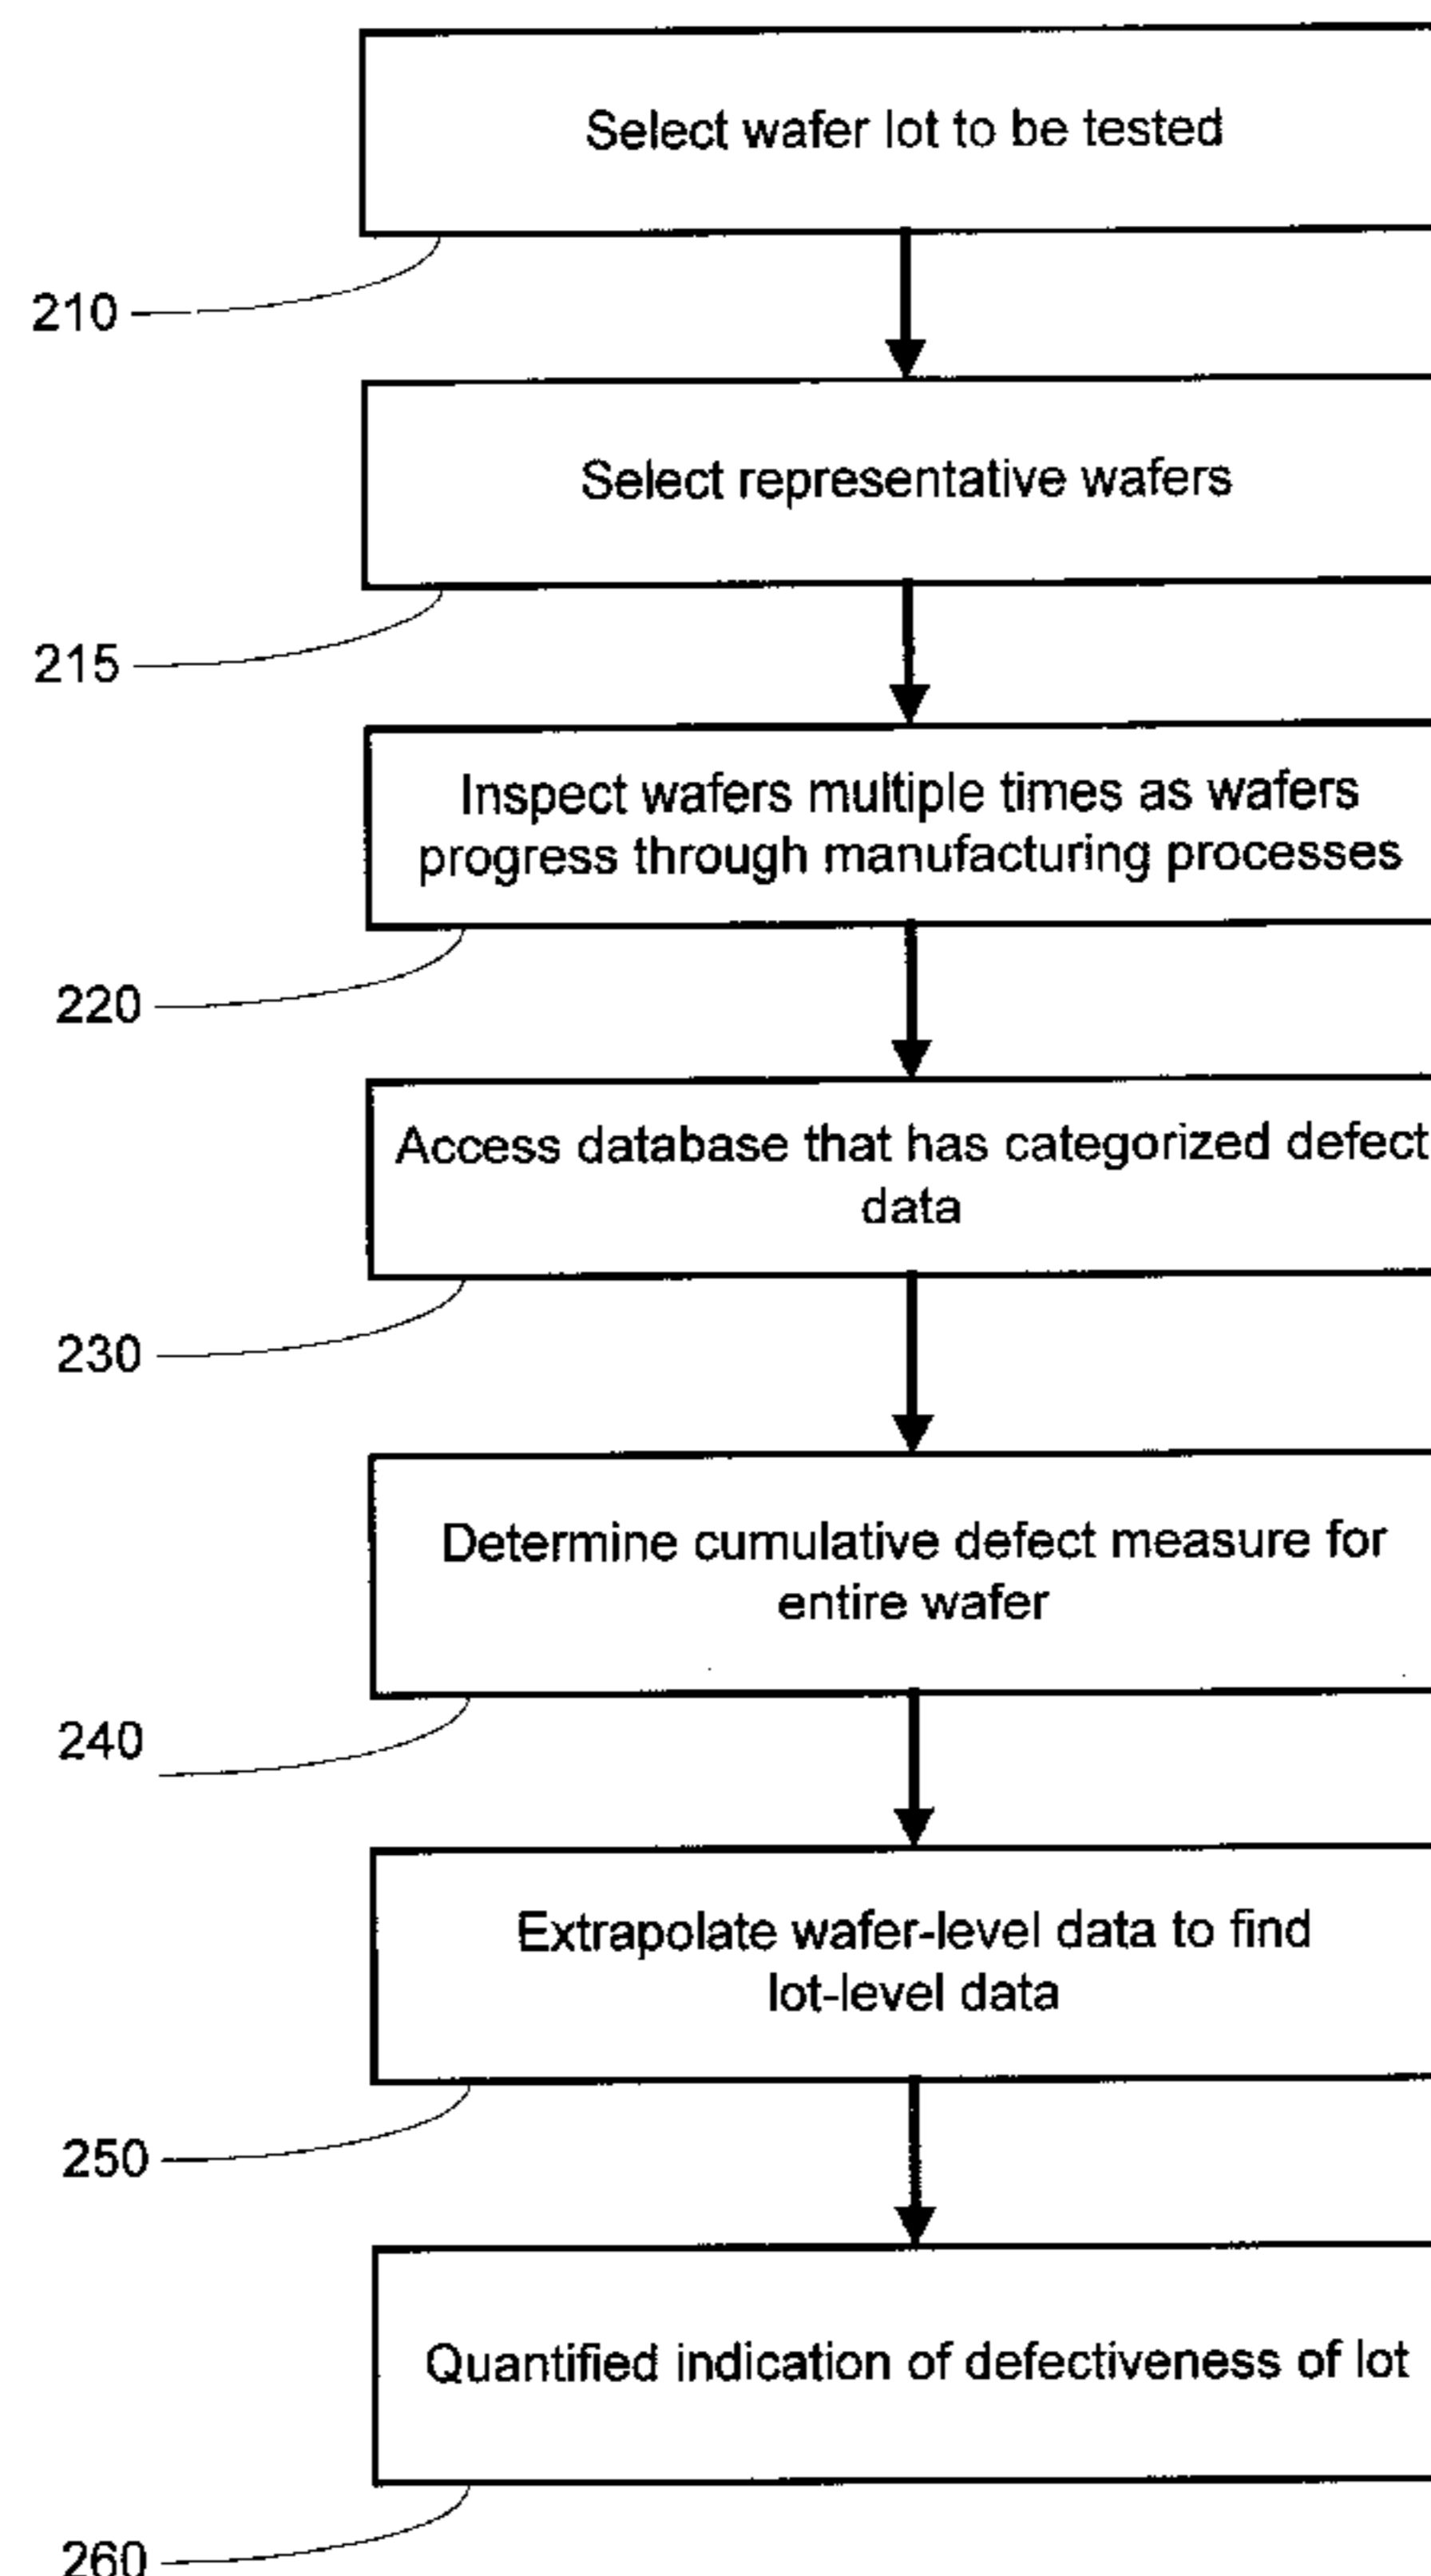 Select wafer lot to be tested
210
Select representative wafers
215
Inspect wafers multiple times as wafers
progress through manufacturing processes
220
Access database that has categorized defect
data
230
Determine cumulative defect measure for
entire wafer
240
Extrapolate wafer-level data to find
lot-level data
250
Quantified indication of defectiveness of lot
260